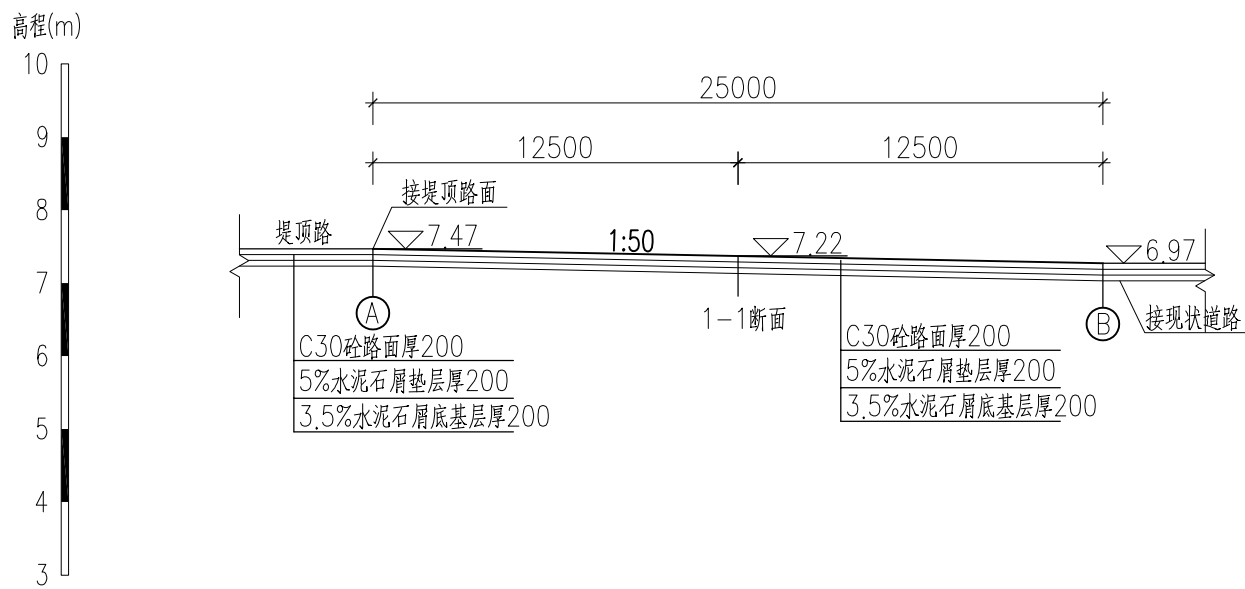 高程(m)
10
9
8
7
6
5
4
3
25000
12500
12500
接堤顶路面
堤顶路
7.47
1:50
7.22
6.97
A
1-1断面
B
接现状道路
C30砼路面厚200
5%水泥石屑垫层厚200
3.5%水泥石屑底基层厚200
C30砼路面厚200
5%水泥石屑垫层厚200
3.5%水泥石屑底基层厚200